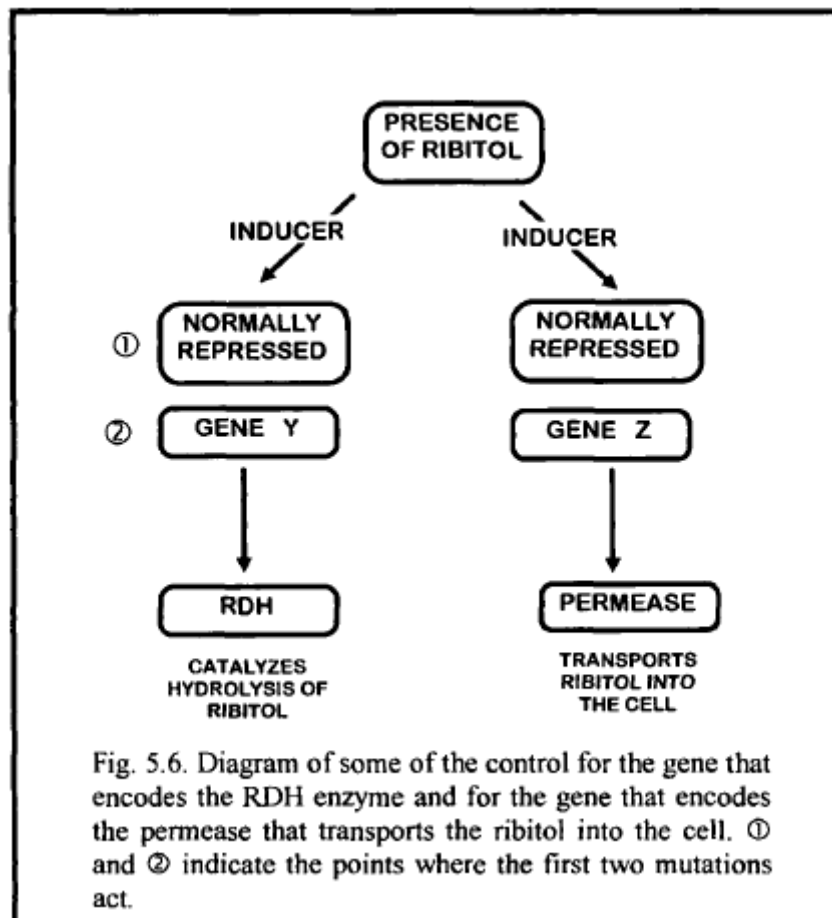 PRESENCE
OF RIBITOL
INDUCER
INDUCER
① NORMALLY
REPRESSED
NORMALLY
REPRESSED
② GENE Y
GENE Z
RDH
PERMEASE
CATALYZES
HYDROLYSIS OF
RIBITOL
TRANSPORTS
RIBITOL INTO
THE CELL
Fig. 5.6. Diagram of some of the control for the gene that
encodes the RDH enzyme and for the gene that encodes
the permease that transports the ribitol into the cell. ①
and ② indicate the points where the first two mutations
act.